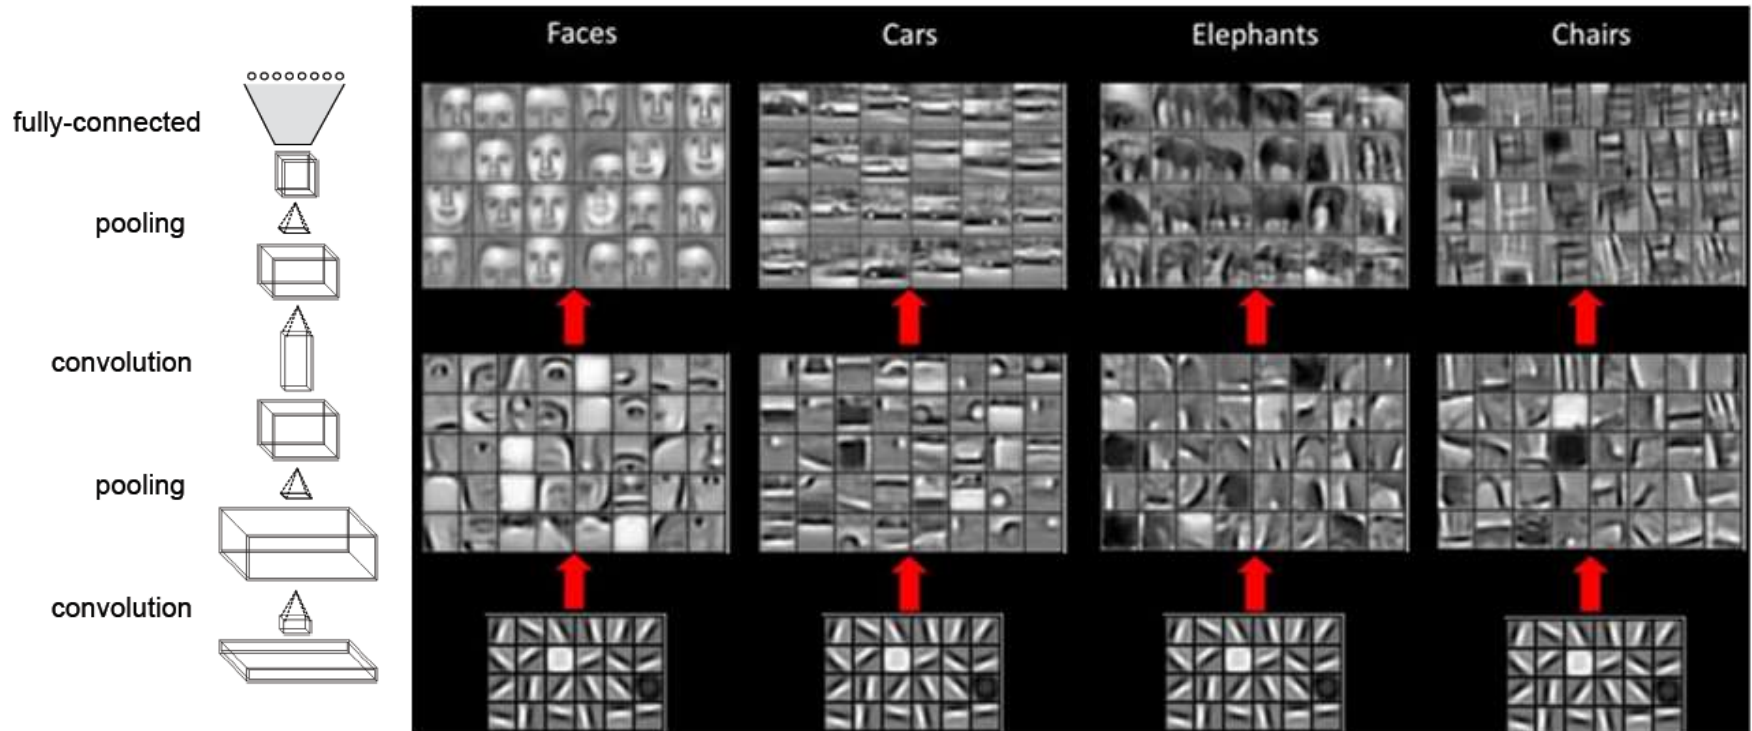 Faces
Cars
Elephants
Chairs
fully-connected
pooling
convolution
pooling
convolution